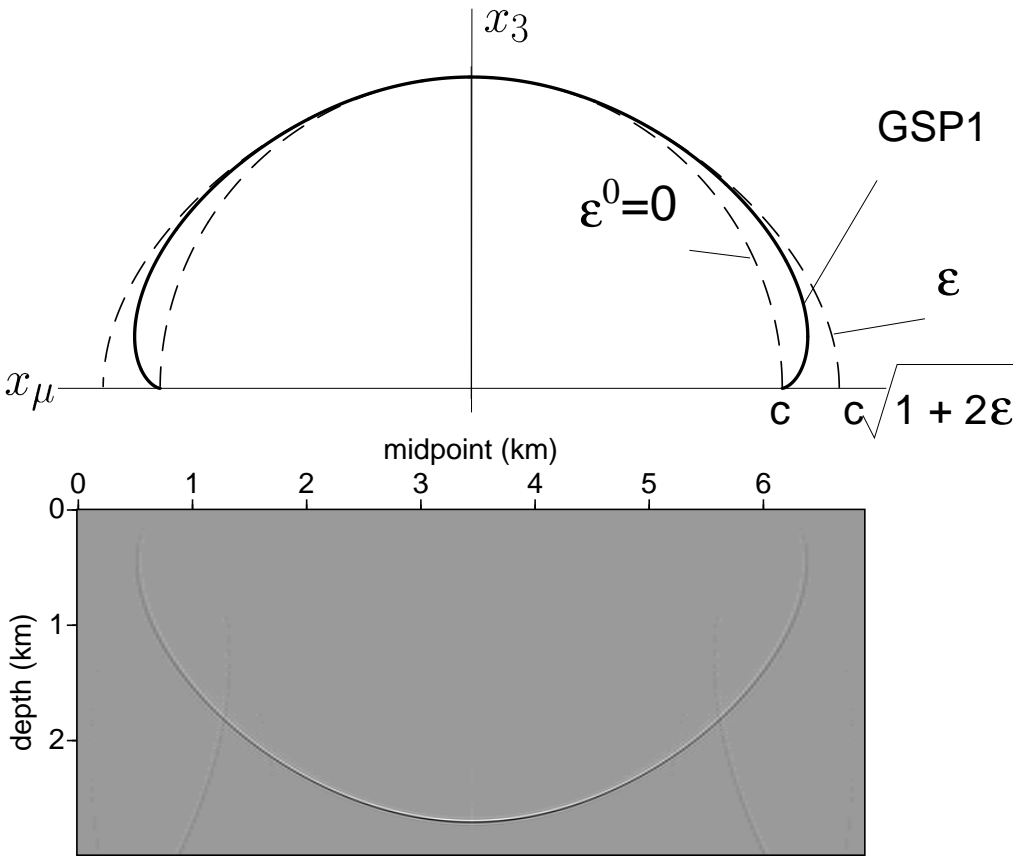 x₃
GSP1
ε⁰=0
ε
xμ
c
c√1 + 2ε
midpoint (km)
0 1 2 3 4 5 6
0
1
2
depth (km)